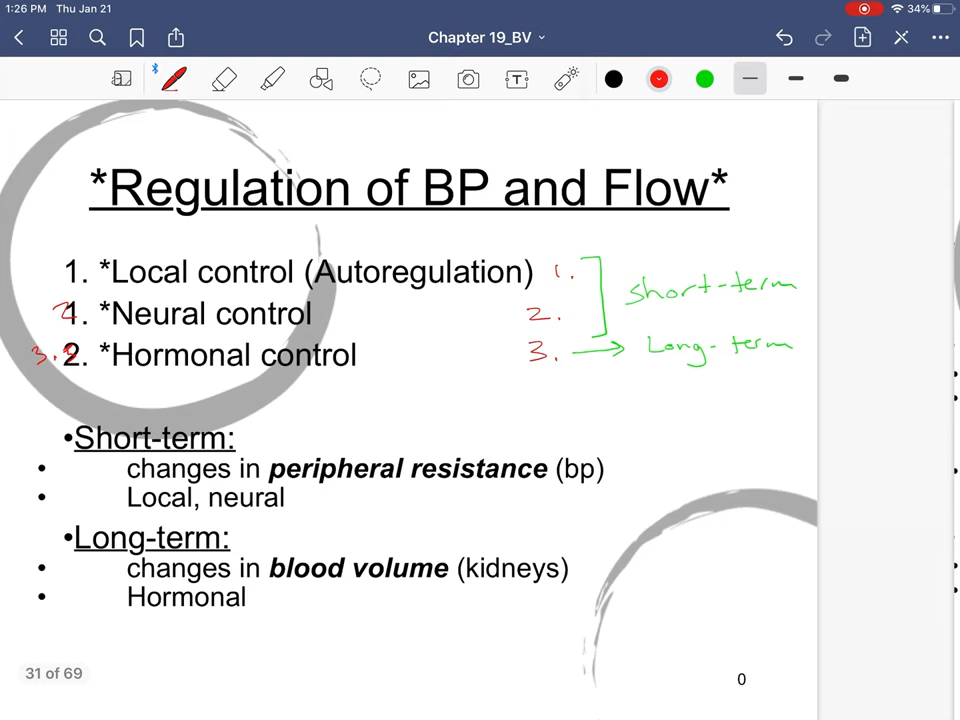 1:26 PM Thu Jan 21 34%
Chapter 19_BV
*Regulation of BP and Flow*
1. *Local control (Autoregulation) 1.
short-term
2. 1. *Neural control 2.
3. 2. *Hormonal control 3. → Long-term
•Short-term:
• changes in peripheral resistance (bp)
• Local, neural
•Long-term:
• changes in blood volume (kidneys)
• Hormonal
31 of 69
0